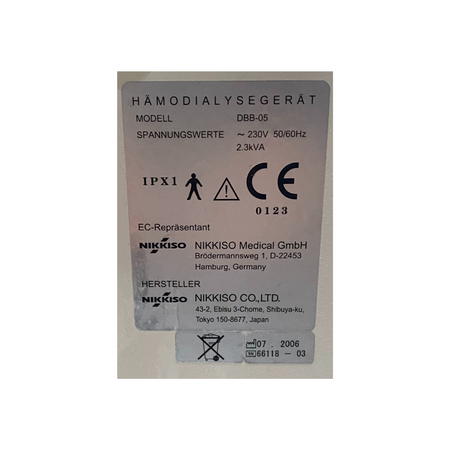 HÄMODIALYSEGERÄT
MODELL DBB-05
SPANNUNGSWERTE ~ 230V 50/60Hz
2.3kVA
IPX1 CE
0123
EC-Repräsentant
NIKKISO NIKKISO Medical GmbH
Brödermannsweg 1, D-22453
Hamburg, Germany
HERSTELLER
NIKKISO NIKKISO CO.,LTD.
43-2, Ebisu 3-Chome, Shibuya-ku,
Tokyo 150-8677, Japan
07 . 2006
SN 66118 - 03